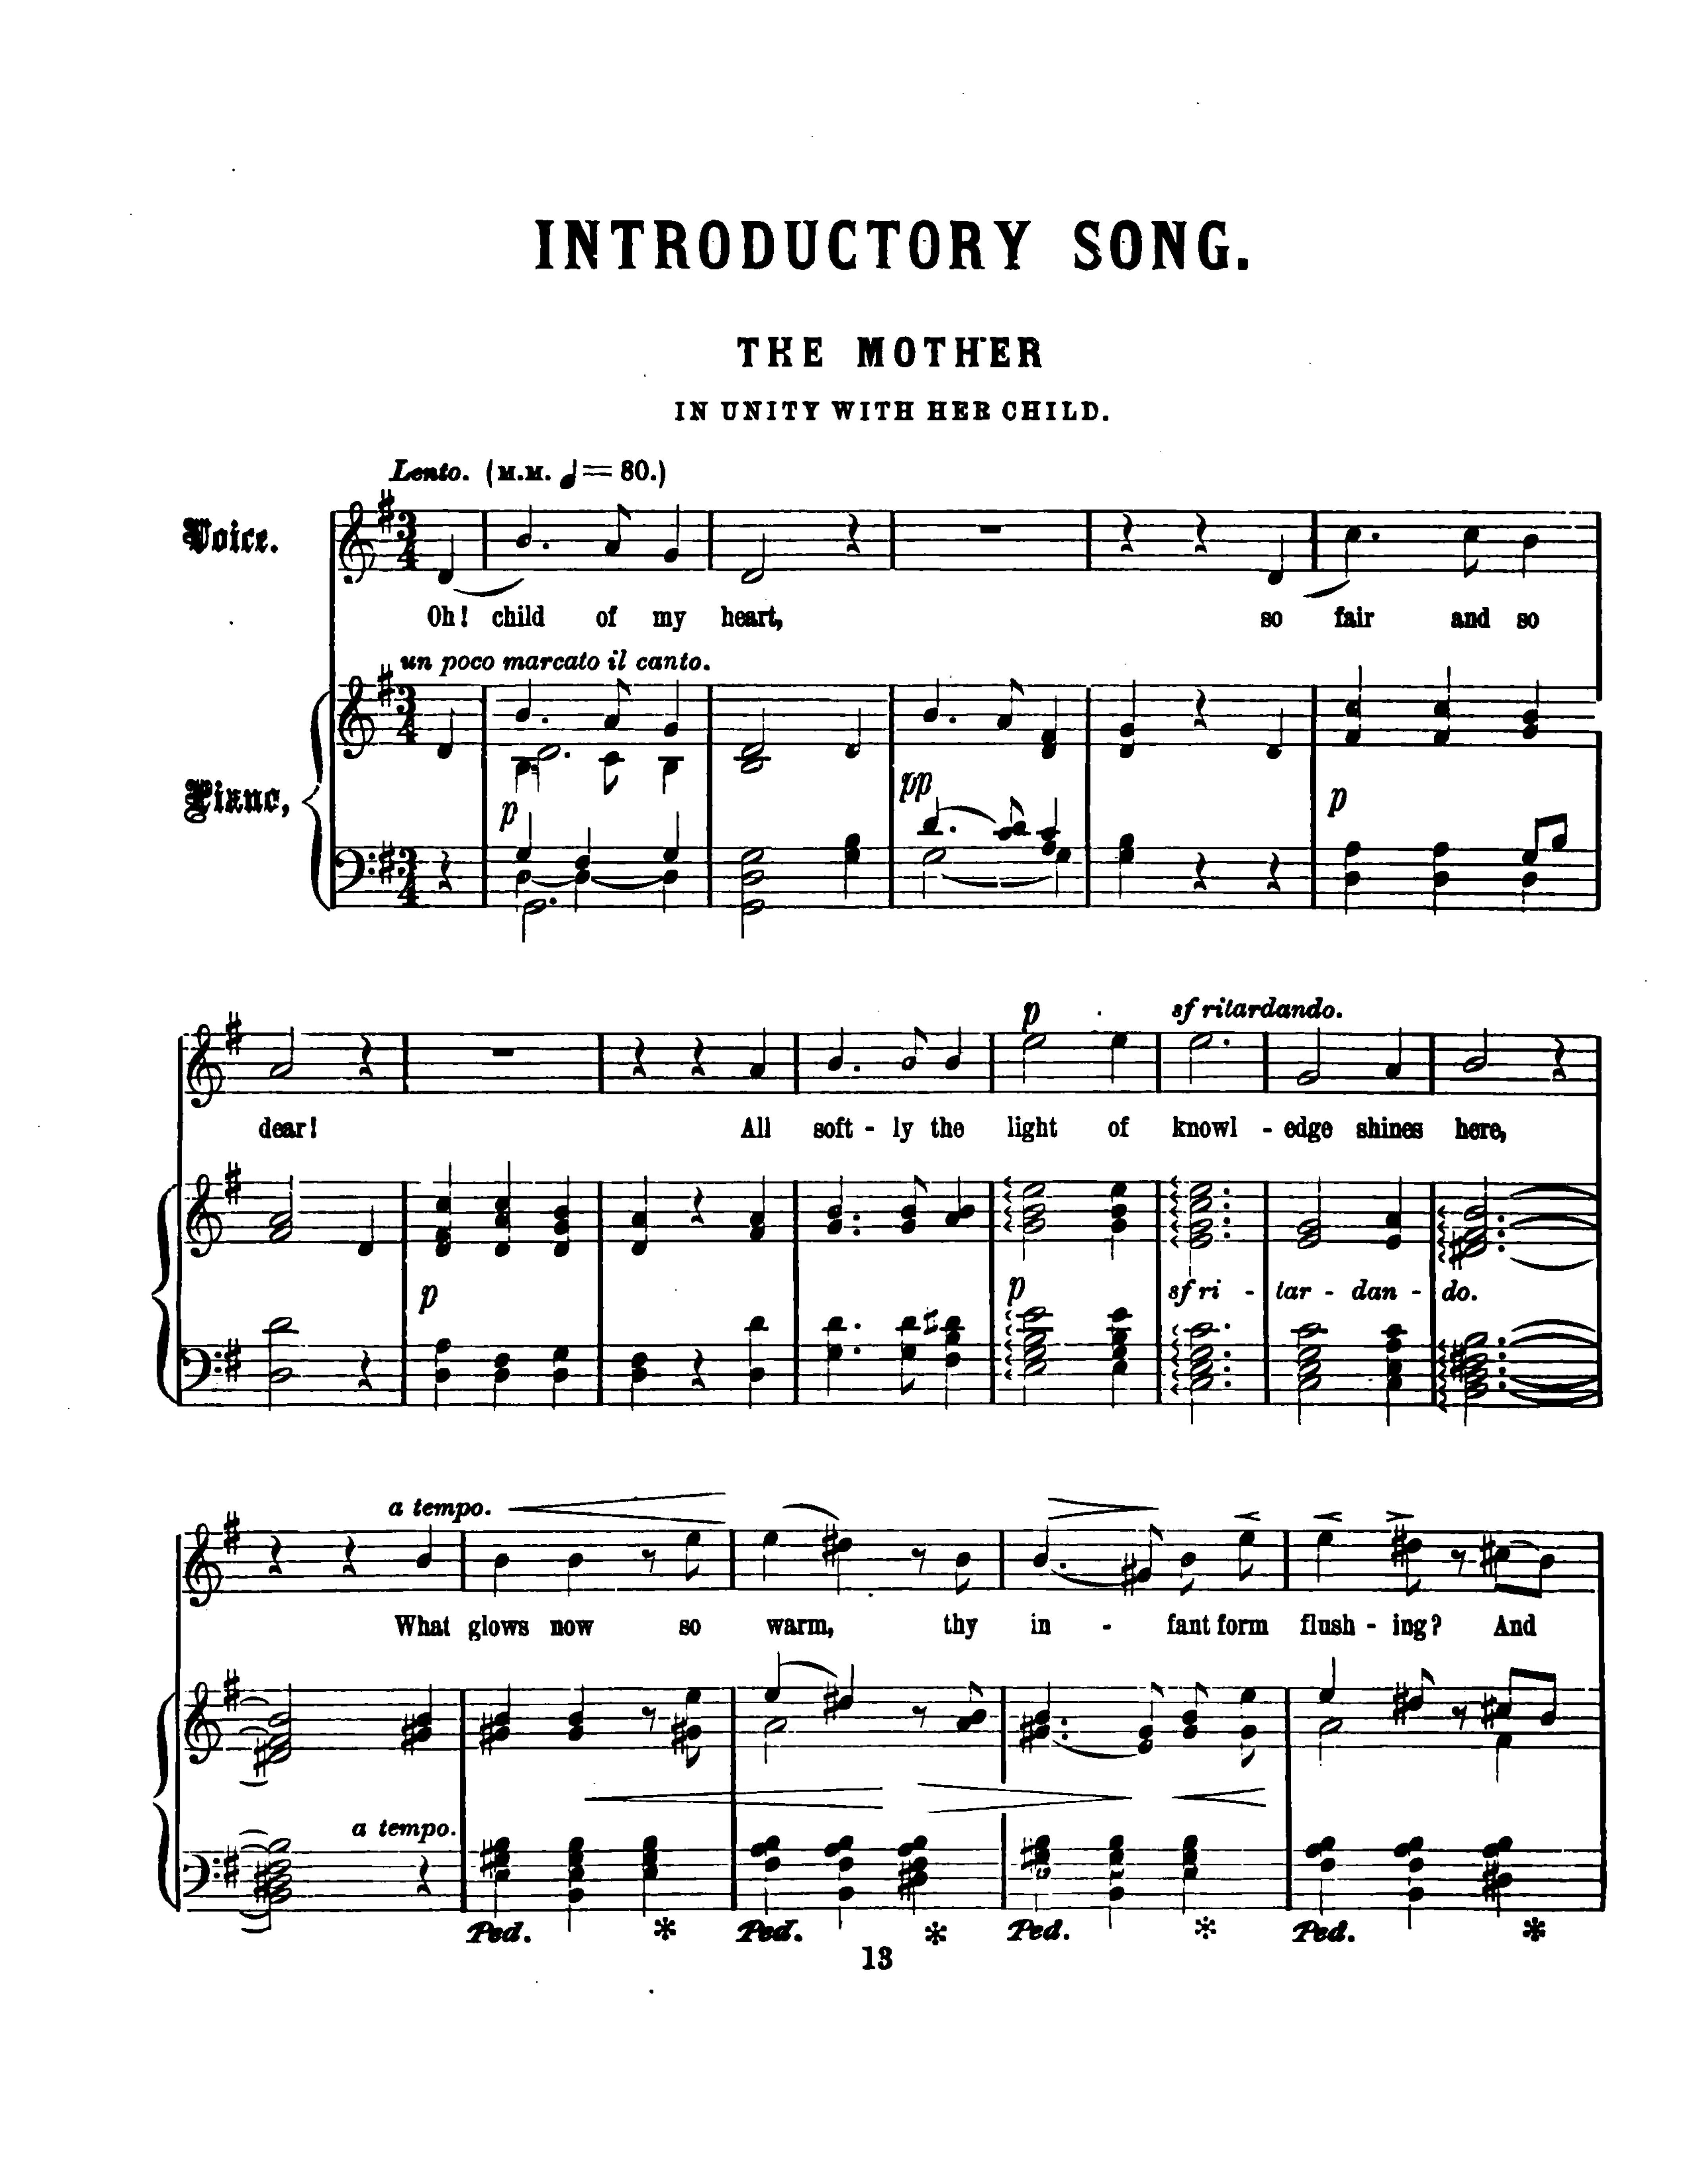 INTRODUCTORY SONG.
THE MOTHER
IN UNITY WITH HER CHILD.
Lento. (M.M. ♩= 80.)
Voice.
Oh! child of my heart, so fair and so
un poco marcato il canto.
Piano,
p pp p
p sf ritardando.
dear! All soft - ly the light of knowl - edge shines here,
p p sf ri - tar - dan - do.
a tempo.
What glows now so warm, thy in - fant form flush - ing? And
a tempo.
Ped. * Ped. * Ped. * Ped. *
13